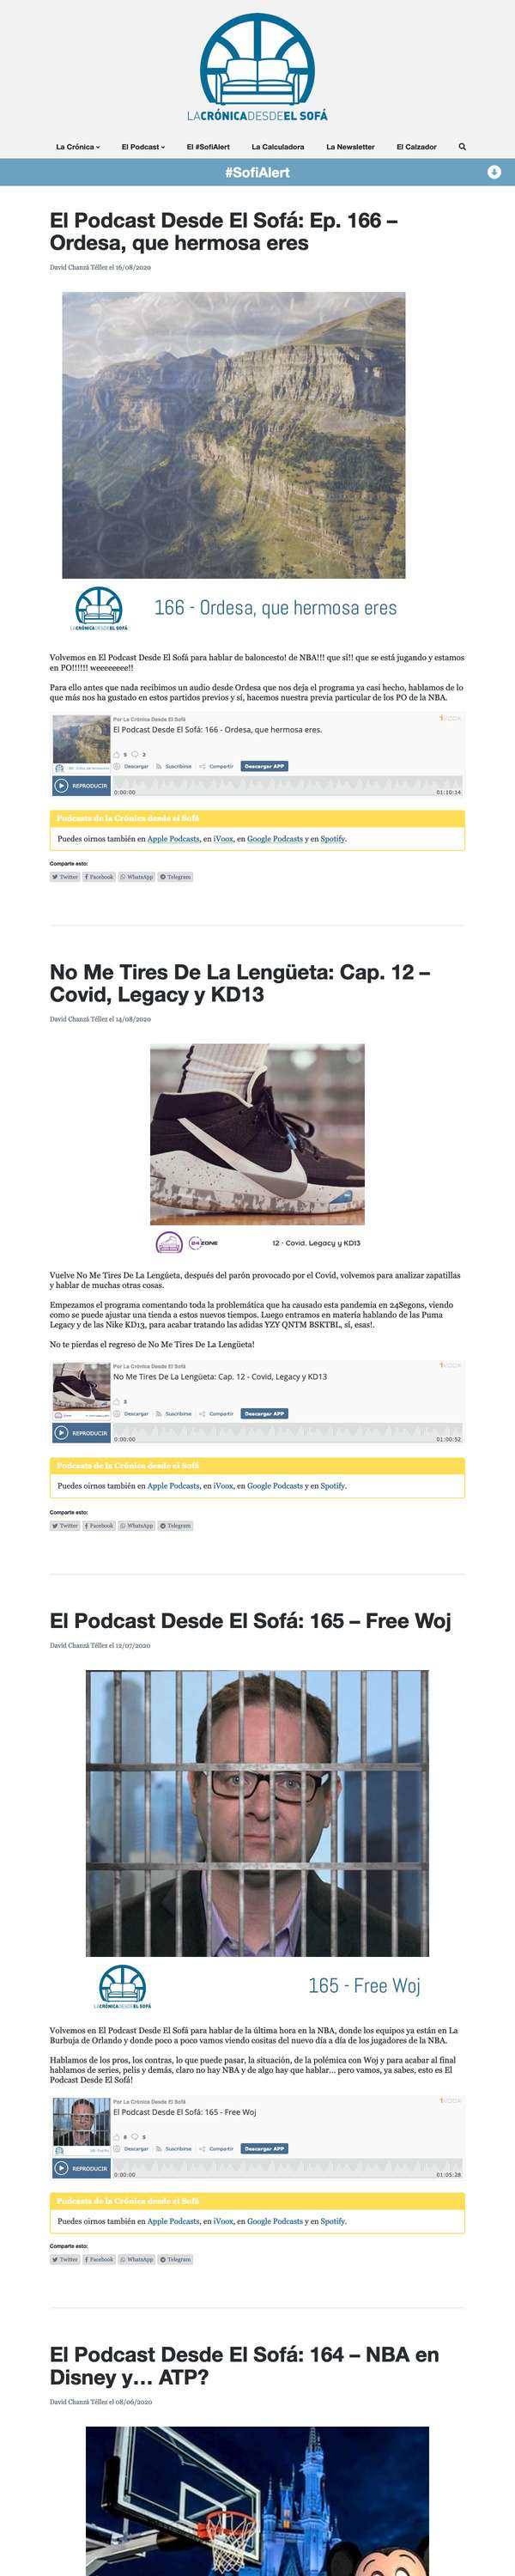 LACRÓNICADESDEEL SOFÁ
La Crónica
El Podcast
El #SofiAlert
La Calculadora
La Newsletter
El Calzador
#SofiAlert
El Podcast Desde El Sofá: Ep. 166 –
Ordesa, que hermosa eres
David Chanzá Téllez el 16/08/2020
LACRÓNICADESDEEL SOFÁ
166 - Ordesa, que hermosa eres
Volvemos en El Podcast Desde El Sofá para hablar de baloncesto! de NBA!!! que sí!! que se está jugando y estamos
en PO!!!!!! weeeeeeee!!
Para ello antes que nada recibimos un audio desde Ordesa que nos deja el programa ya casi hecho, hablamos de lo
que más nos ha gustado en estos partidos previos y sí, hacemos nuestra previa particular de los PO de la NBA.
Por La Crónica Desde El Sofá
El Podcast Desde El Sofá: 166 - Ordesa, que hermosa eres.
5 3
Descargar Suscribirse Compartir Descargar APP
REPRODUCIR
0:00:00
01:10:14
Podcasts de la Crónica desde el Sofá
Puedes oírnos también en Apple Podcasts, en iVoox, en Google Podcasts y en Spotify.
Comparte esto:
Twitter Facebook WhatsApp Telegram
No Me Tires De La Lengüeta: Cap. 12 –
Covid, Legacy y KD13
David Chanzá Téllez el 14/08/2020
24 ZONE
12 - Covid, Legacy y KD13
Vuelve No Me Tires De La Lengüeta, después del parón provocado por el Covid, volvemos para analizar zapatillas
y hablar de muchas otras cosas.
Empezamos el programa comentando toda la problemática que ha causado esta pandemia en 24Segons, viendo
como se puede ajustar una tienda a estos nuevos tiempos. Luego entramos en materia hablando de las Puma
Legacy y de las Nike KD13, para acabar tratando las adidas YZY QNTM BSKTBL, sí, esas!.
No te pierdas el regreso de No Me Tires De La Lengüeta!
Por La Crónica Desde El Sofá
No Me Tires De La Lengüeta: Cap. 12 - Covid, Legacy y KD13
3
Descargar Suscribirse Compartir Descargar APP
REPRODUCIR
0:00:00
01:00:52
Podcasts de la Crónica desde el Sofá
Puedes oírnos también en Apple Podcasts, en iVoox, en Google Podcasts y en Spotify.
Comparte esto:
Twitter Facebook WhatsApp Telegram
El Podcast Desde El Sofá: 165 – Free Woj
David Chanzá Téllez el 12/07/2020
LACRÓNICADESDEEL SOFÁ
165 - Free Woj
Volvemos en El Podcast Desde El Sofá para hablar de la última hora en la NBA, donde los equipos ya están en La
Burbuja de Orlando y donde poco a poco vamos viendo cositas del nuevo día a día de los jugadores de la NBA.
Hablamos de los pros, los contras, lo que puede pasar, la situación, de la polémica con Woj y para acabar al final
hablamos de series, pelis y demás, claro no hay NBA y de algo hay que hablar... pero vamos, ya sabes, esto es El
Podcast Desde El Sofá!
Por La Crónica Desde El Sofá
El Podcast Desde El Sofá: 165 - Free Woj
6 5
Descargar Suscribirse Compartir Descargar APP
REPRODUCIR
0:00:00
01:05:28
Podcasts de la Crónica desde el Sofá
Puedes oírnos también en Apple Podcasts, en iVoox, en Google Podcasts y en Spotify.
Comparte esto:
Twitter Facebook WhatsApp Telegram
El Podcast Desde El Sofá: 164 – NBA en
Disney y… ATP?
David Chanzá Téllez el 08/06/2020